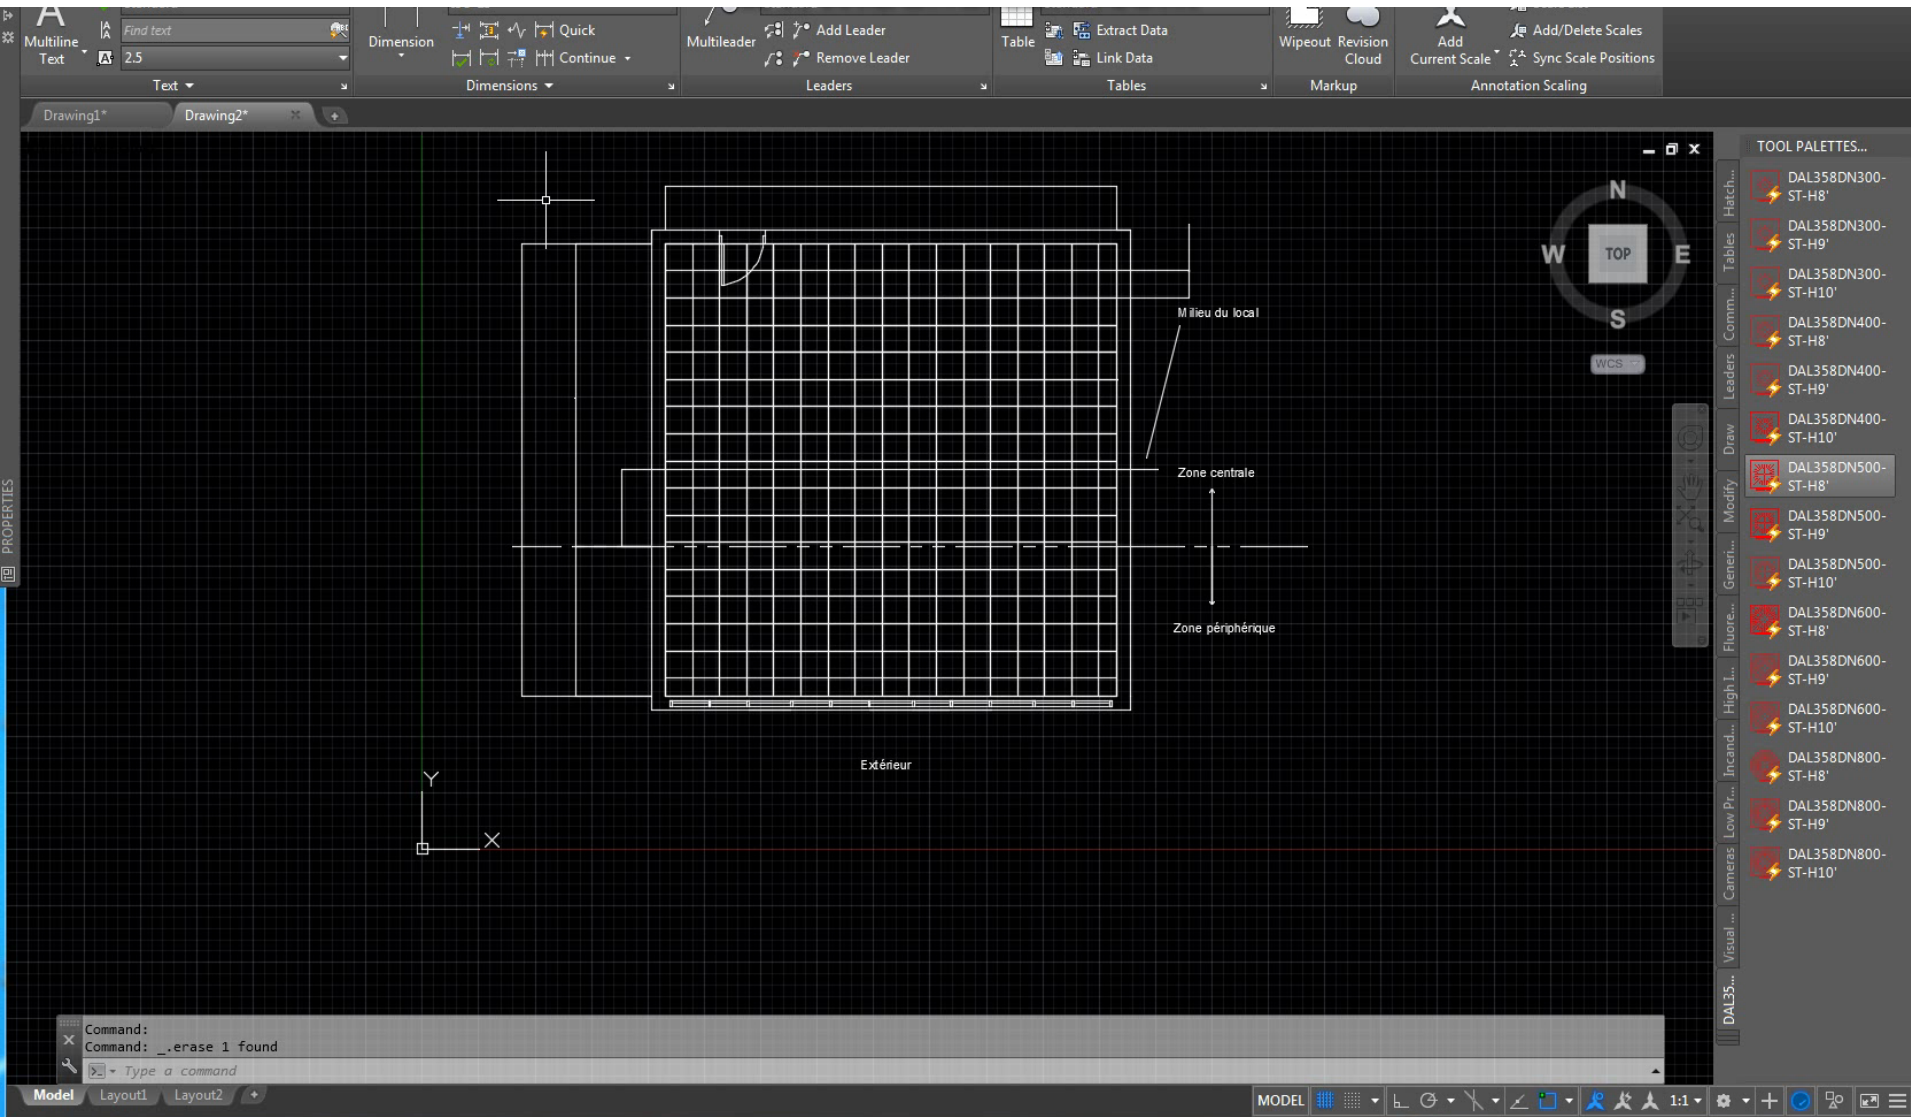 Find text
Quick
Add Leader
Extract Data
Add/Delete Scales
Multiline
Text
2.5
Dimension
Continue
Multileader
Remove Leader
Table
Link Data
Wipeout
Revision
Cloud
Add
Current Scale
Sync Scale Positions
Text
Dimensions
Leaders
Tables
Markup
Annotation Scaling
Drawing1*
Drawing2*
TOOL PALETTES...
PROPERTIES
N
W
TOP
E
S
WCS
Milieu du local
Zone centrale
Zone périphérique
Extérieur
Y
X
Hatch...
Tables
Comm...
Leaders
Draw
Modify
Generi...
Fluore...
High I...
Incand...
Low Pr...
Cameras
Visual ...
DAL35...
DAL358DN300-
ST-H8'
DAL358DN300-
ST-H9'
DAL358DN300-
ST-H10'
DAL358DN400-
ST-H8'
DAL358DN400-
ST-H9'
DAL358DN400-
ST-H10'
DAL358DN500-
ST-H8'
DAL358DN500-
ST-H9'
DAL358DN500-
ST-H10'
DAL358DN600-
ST-H8'
DAL358DN600-
ST-H9'
DAL358DN600-
ST-H10'
DAL358DN800-
ST-H8'
DAL358DN800-
ST-H9'
DAL358DN800-
ST-H10'
Command:
Command: _.erase 1 found
Type a command
Model
Layout1
Layout2
MODEL
1:1